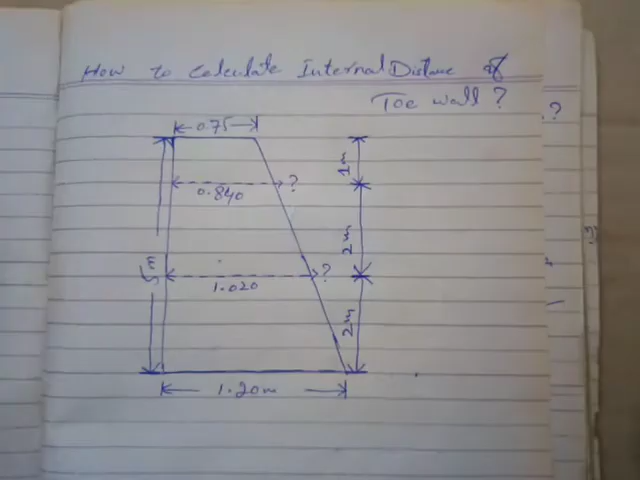 How to Calculate Internal Distance of
Toe wall ?
0.75
1m
0.840 ?
2m
5m
1.020 ?
2m
1.20m
?